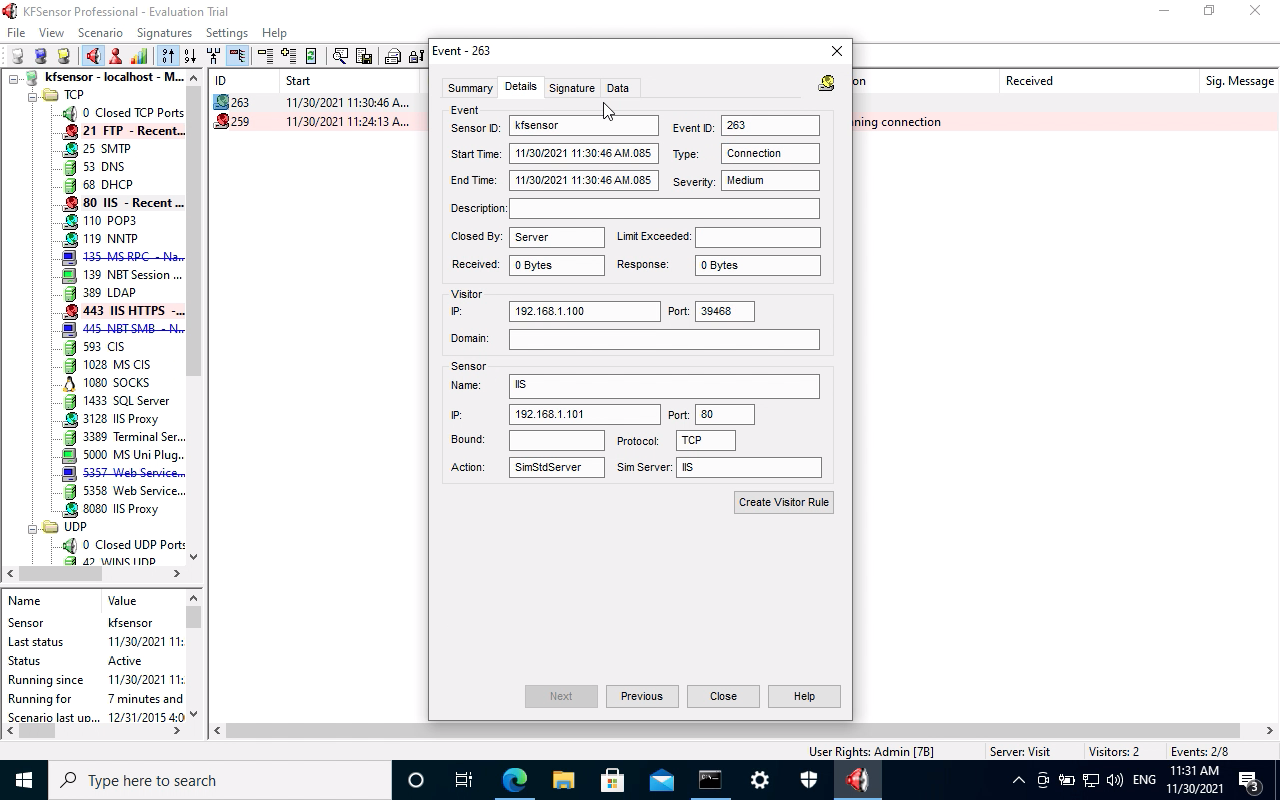 KFSensor Professional - Evaluation Trial
File View Scenario Signatures Settings Help
kfsensor - localhost - M...
TCP
0 Closed TCP Ports
21 FTP - Recent...
25 SMTP
53 DNS
68 DHCP
80 IIS - Recent ...
110 POP3
119 NNTP
135 MS RPC - Na...
139 NBT Session ...
389 LDAP
443 IIS HTTPS -...
445 NBT SMB - N...
593 CIS
1028 MS CIS
1080 SOCKS
1433 SQL Server
3128 IIS Proxy
3389 Terminal Ser...
5000 MS Uni Plug...
5357 Web Service...
5358 Web Service...
8080 IIS Proxy
UDP
0 Closed UDP Ports
42 WINS UDP
Name Value
Sensor kfsensor
Last status 11/30/2021 11:
Status Active
Running since 11/30/2021 11:
Running for 7 minutes and
Scenario last up... 12/31/2015 4:0
ID Start on Received Sig. Message
263 11/30/2021 11:30:46 A...
259 11/30/2021 11:24:13 A... ning connection
Event - 263
Summary Details Signature Data
Event
Sensor ID: kfsensor Event ID: 263
Start Time: 11/30/2021 11:30:46 AM.085 Type: Connection
End Time: 11/30/2021 11:30:46 AM.085 Severity: Medium
Description:
Closed By: Server Limit Exceeded:
Received: 0 Bytes Response: 0 Bytes
Visitor
IP: 192.168.1.100 Port: 39468
Domain:
Sensor
Name: IIS
IP: 192.168.1.101 Port: 80
Bound: Protocol: TCP
Action: SimStdServer Sim Server: IIS
Create Visitor Rule
Next Previous Close Help
User Rights: Admin [7B] Server: Visit Visitors: 2 Events: 2/8
Type here to search
ENG
11:31 AM
11/30/2021
3